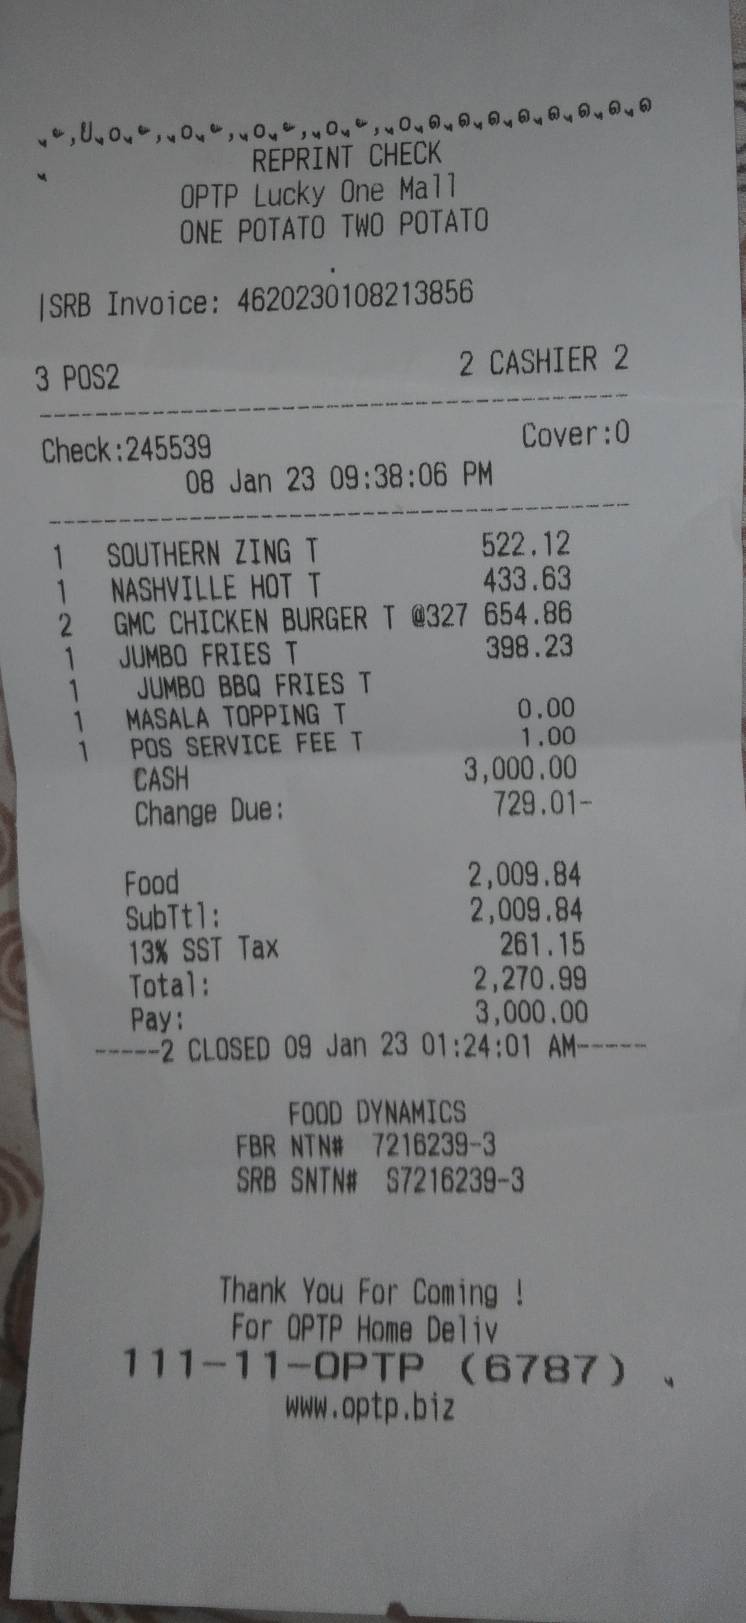 REPRINT CHECK
OPTP Lucky One Mall
ONE POTATO TWO POTATO
|SRB Invoice: 4620230108213856
3 POS2 2 CASHIER 2
Check:245539 Cover:0
08 Jan 23 09:38:06 PM
1 SOUTHERN ZING T 522.12
1 NASHVILLE HOT T 433.63
2 GMC CHICKEN BURGER T @327 654.86
1 JUMBO FRIES T 398.23
1 JUMBO BBQ FRIES T
1 MASALA TOPPING T 0.00
1 POS SERVICE FEE T 1.00
CASH 3,000.00
Change Due: 729.01-
Food 2,009.84
SubTtl: 2,009.84
13% SST Tax 261.15
Total: 2,270.99
Pay: 3,000.00
-----2 CLOSED 09 Jan 23 01:24:01 AM-----
FOOD DYNAMICS
FBR NTN# 7216239-3
SRB SNTN# S7216239-3
Thank You For Coming !
For OPTP Home Deliv
111-11-OPTP (6787)
www.optp.biz